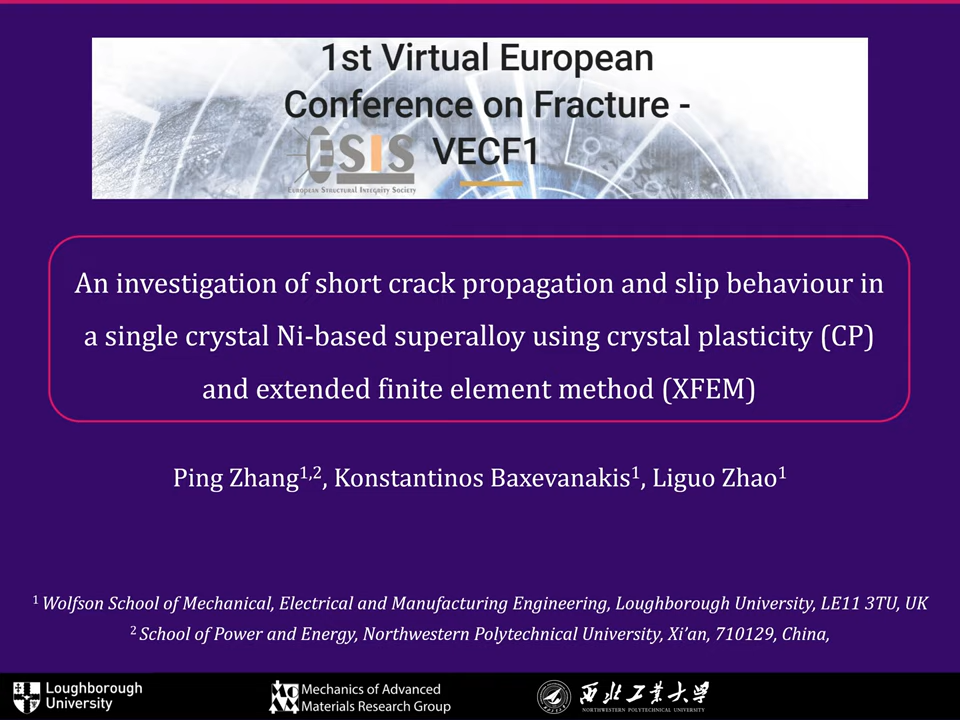 1st Virtual European
Conference on Fracture -
VECF1
ESIS
European Structural Integrity Society
An investigation of short crack propagation and slip behaviour in
a single crystal Ni-based superalloy using crystal plasticity (CP)
and extended finite element method (XFEM)
Ping Zhang1,2, Konstantinos Baxevanakis1, Liguo Zhao1
1 Wolfson School of Mechanical, Electrical and Manufacturing Engineering, Loughborough University, LE11 3TU, UK
2 School of Power and Energy, Northwestern Polytechnical University, Xi’an, 710129, China,
Loughborough
University
Mechanics of Advanced
Materials Research Group
西北工业大学
NORTHWESTERN POLYTECHNICAL UNIVERSITY